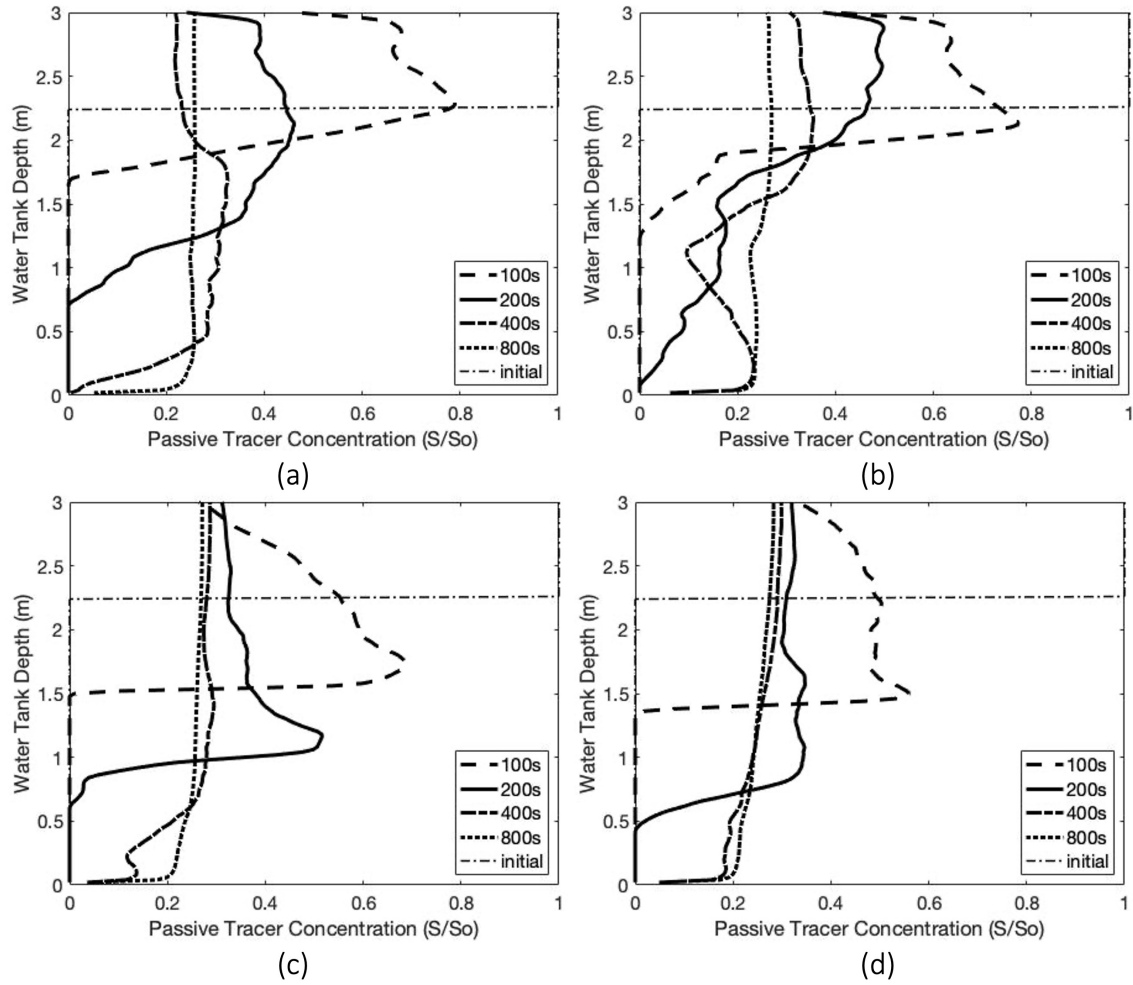 3
2.5
2
1.5
1
0.5
0
Water Tank Depth (m)
100s
200s
400s
800s
initial
0 0.2 0.4 0.6 0.8 1
Passive Tracer Concentration (S/So)
(a)
3
2.5
2
1.5
1
0.5
0
Water Tank Depth (m)
100s
200s
400s
800s
initial
0 0.2 0.4 0.6 0.8 1
Passive Tracer Concentration (S/So)
(b)
3
2.5
2
1.5
1
0.5
0
Water Tank Depth (m)
100s
200s
400s
800s
initial
0 0.2 0.4 0.6 0.8 1
Passive Tracer Concentration (S/So)
(c)
3
2.5
2
1.5
1
0.5
0
Water Tank Depth (m)
100s
200s
400s
800s
initial
0 0.2 0.4 0.6 0.8 1
Passive Tracer Concentration (S/So)
(d)